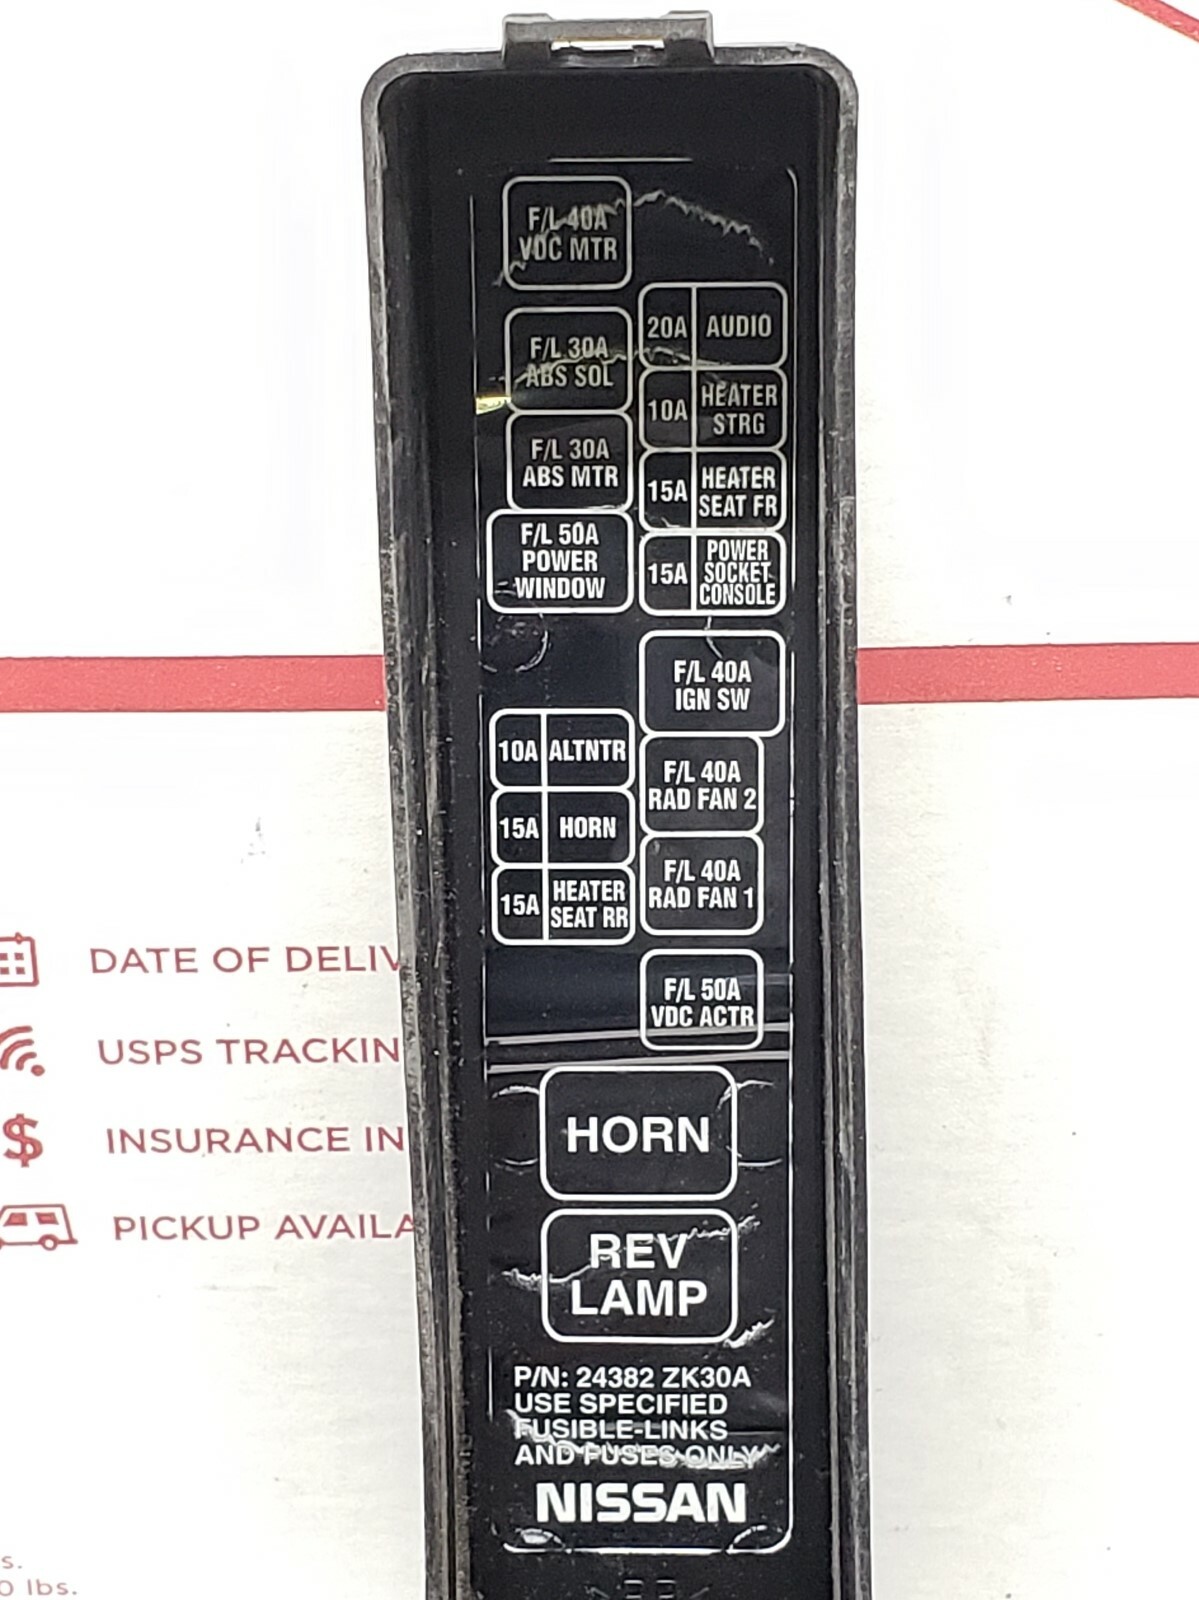 F/L 40A
VDC MTR
F/L 30A
ABS SOL
F/L 30A
ABS MTR
F/L 50A
POWER
WINDOW
20A AUDIO
10A HEATER
STRG
15A HEATER
SEAT FR
15A POWER
SOCKET
CONSOLE
F/L 40A
IGN SW
10A ALTNTR
15A HORN
15A HEATER
SEAT RR
F/L 40A
RAD FAN 2
F/L 40A
RAD FAN 1
F/L 50A
VDC ACTR
HORN
REV
LAMP
P/N: 24382 ZK30A
USE SPECIFIED
FUSIBLE-LINKS
AND FUSES ONLY
NISSAN
DATE OF DELIV
USPS TRACKIN
$ INSURANCE IN
PICKUP AVAILA
s.
0 lbs.